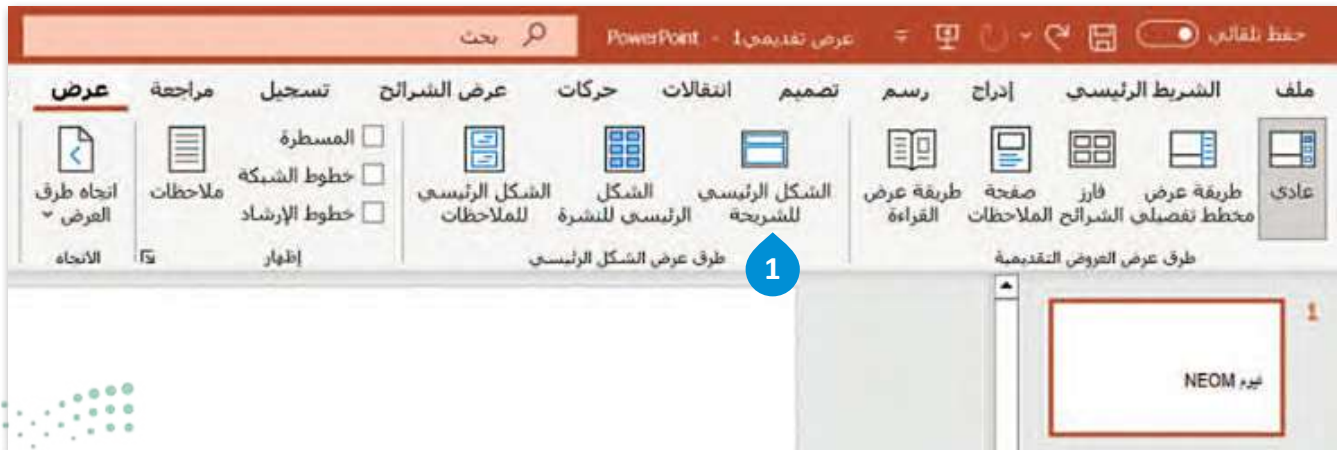 حفظ تلقائي عرض تقديمي1 - PowerPoint بحث
ملف الشريط الرئيسي إدراج رسم تصميم انتقالات حركات عرض الشرائح تسجيل مراجعة عرض
عادي
طريقة عرض مخطط تفصيلي
فارز الشرائح
صفحة الملاحظات
طريقة عرض القراءة
طرق عرض العروض التقديمية
الشكل الرئيسي للشريحة
الشكل الرئيسي للنشرة
الشكل الرئيسي للملاحظات
طرق عرض الشكل الرئيسي
1
المسطرة
خطوط الشبكة
خطوط الإرشاد
إظهار
ملاحظات
اتجاه طرق العرض
الاتجاه
1
نيوم NEOM